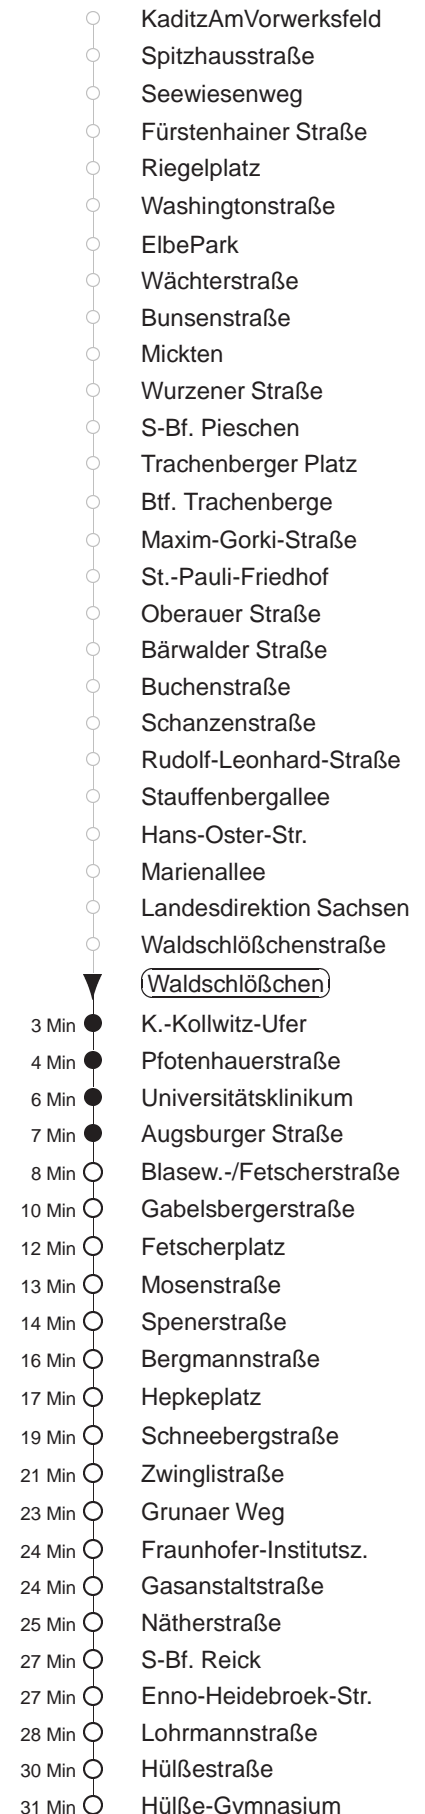 KaditzAmVorwerksfeld
Spitzhausstraße
Seewiesenweg
Fürstenhainer Straße
Riegelplatz
Washingtonstraße
ElbePark
Wächterstraße
Bunsenstraße
Mickten
Wurzener Straße
S-Bf. Pieschen
Trachenberger Platz
Btf. Trachenberge
Maxim-Gorki-Straße
St.-Pauli-Friedhof
Oberauer Straße
Bärwalder Straße
Buchenstraße
Schanzenstraße
Rudolf-Leonhard-Straße
Stauffenbergallee
Hans-Oster-Str.
Marienallee
Landesdirektion Sachsen
Waldschlößchenstraße
Waldschlößchen
3 Min K.-Kollwitz-Ufer
4 Min Pfotenhauerstraße
6 Min Universitätsklinikum
7 Min Augsburger Straße
8 Min Blasew.-/Fetscherstraße
10 Min Gabelsbergerstraße
12 Min Fetscherplatz
13 Min Mosenstraße
14 Min Spenerstraße
16 Min Bergmannstraße
17 Min Hepkeplatz
19 Min Schneebergstraße
21 Min Zwinglistraße
23 Min Grunaer Weg
24 Min Fraunhofer-Institutsz.
24 Min Gasanstaltstraße
25 Min Nätherstraße
27 Min S-Bf. Reick
27 Min Enno-Heidebroek-Str.
28 Min Lohrmannstraße
30 Min Hülßestraße
31 Min Hülße-Gymnasium